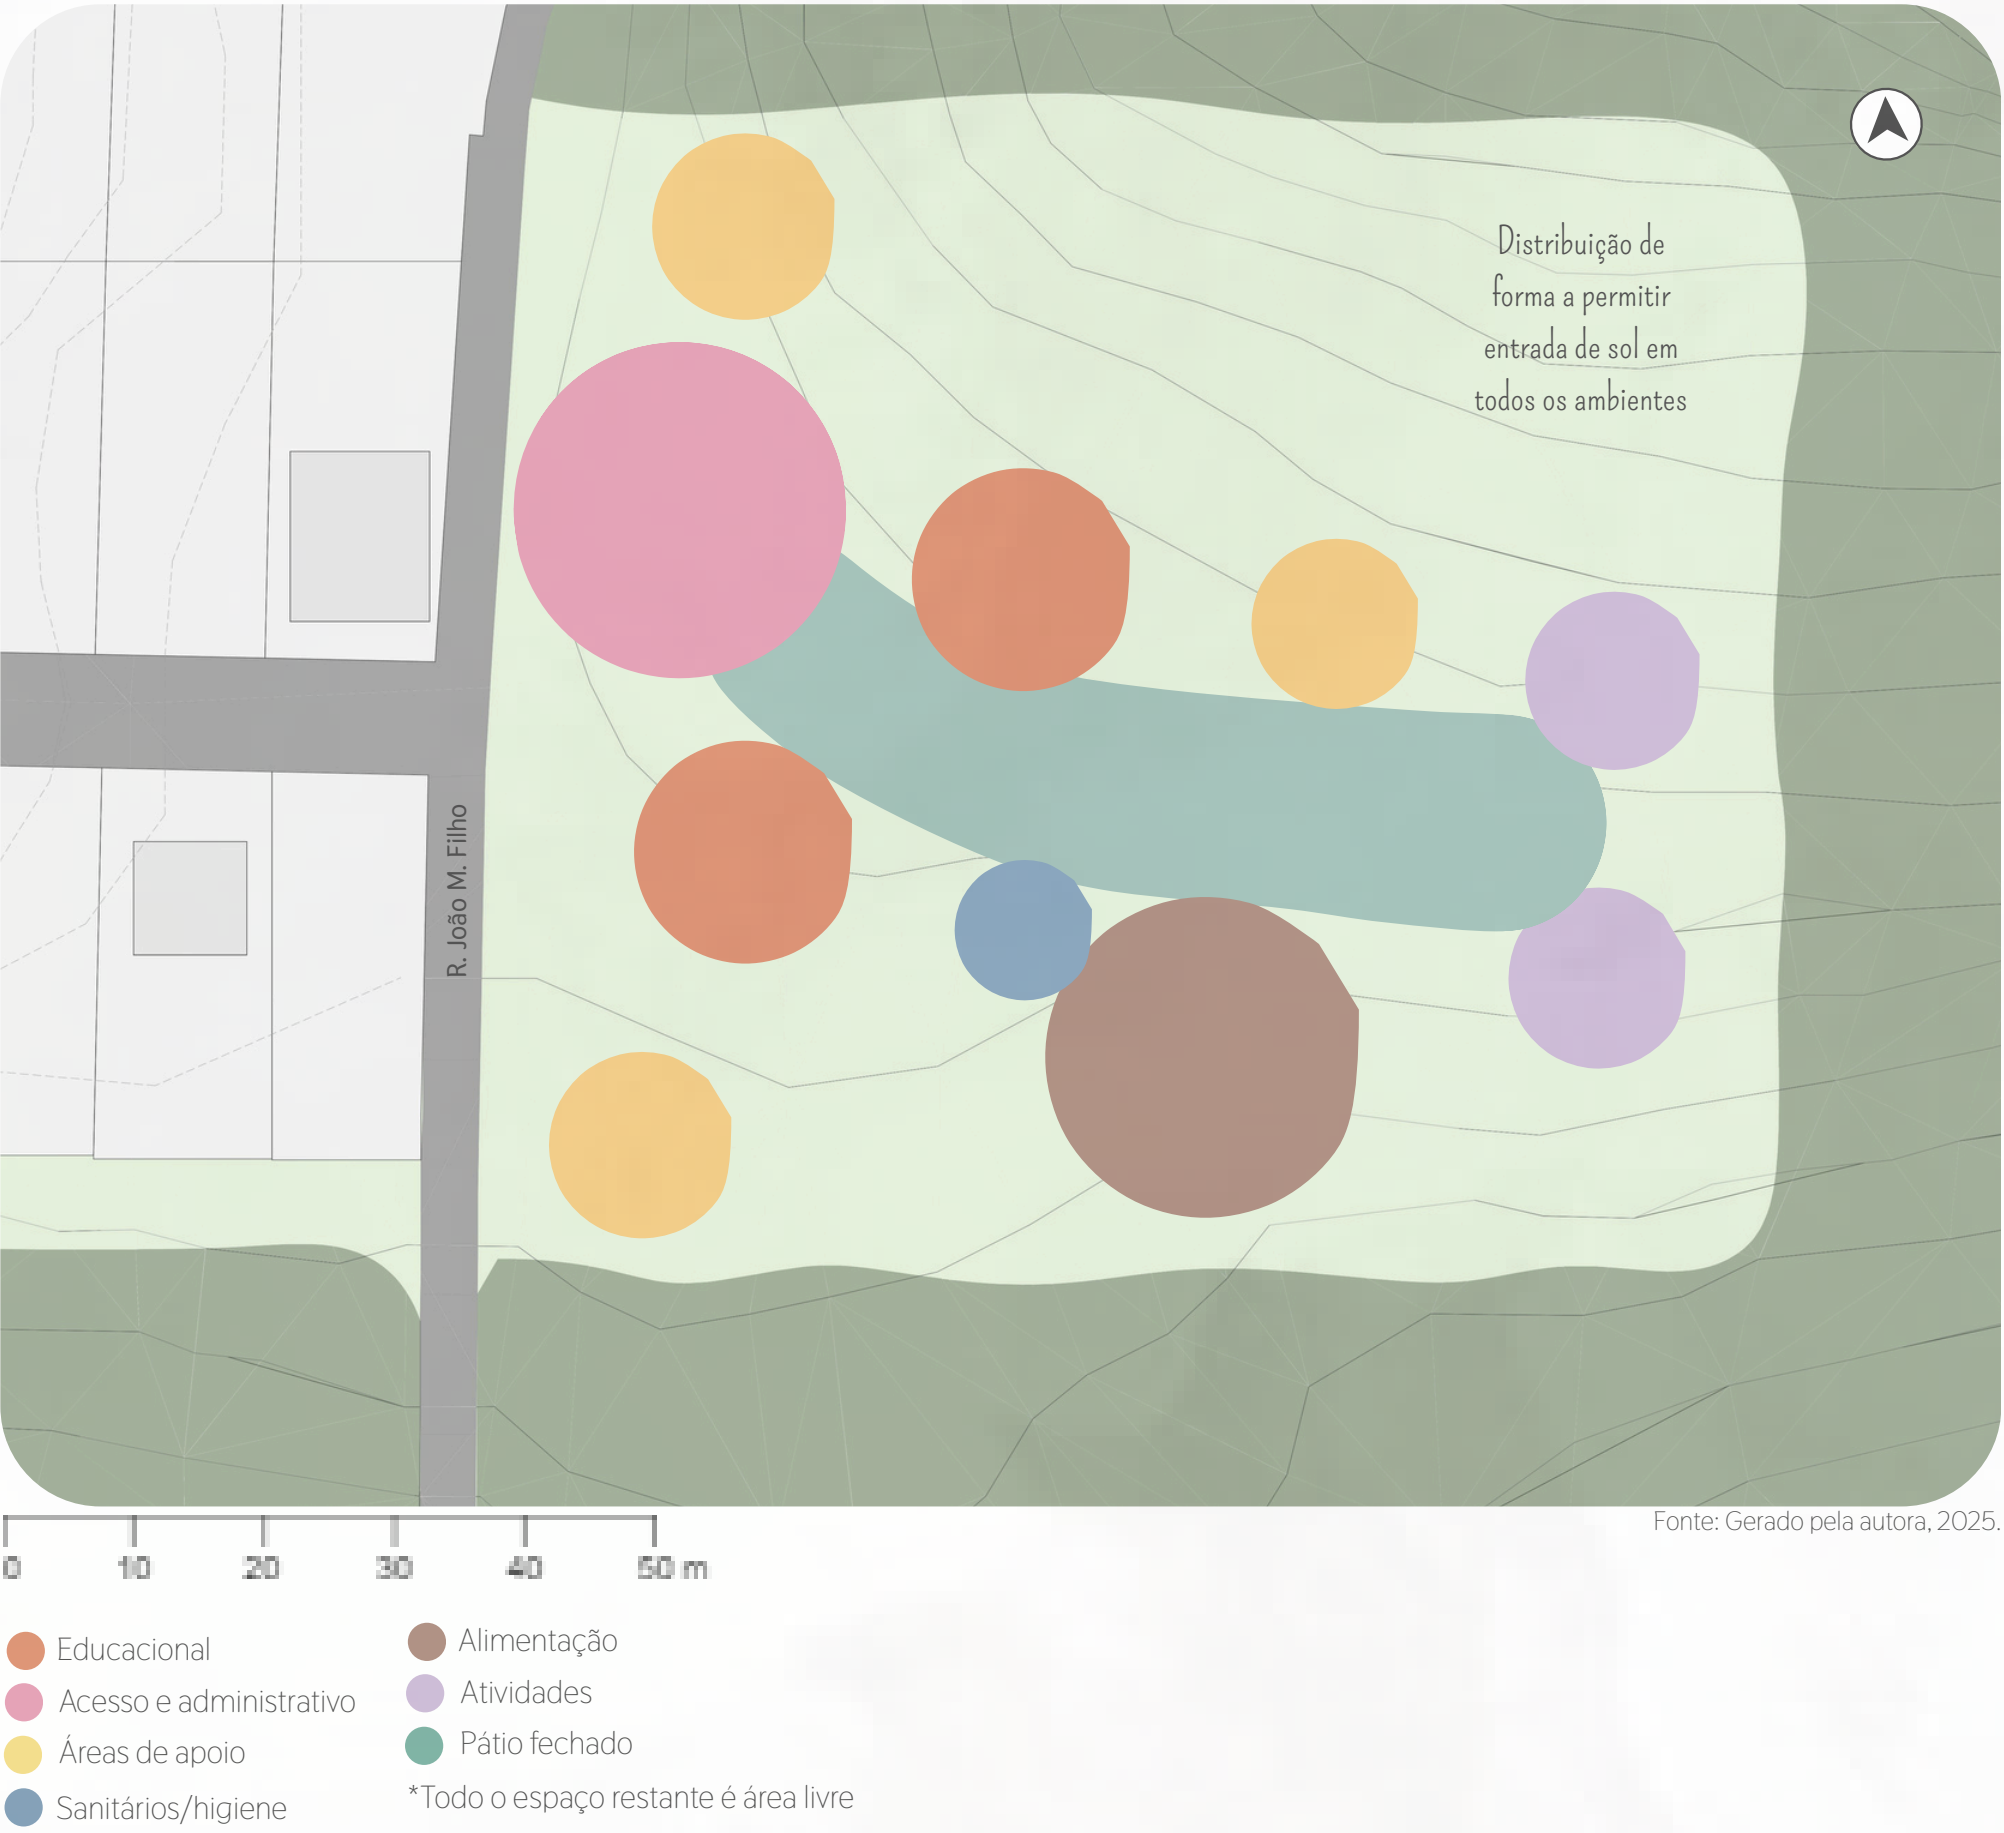 Distribuição de
forma a permitir
entrada de sol em
todos os ambientes
R. João M. Filho
Fonte: Gerado pela autora, 2025.
0 10 20 30 40 50 m
Educacional
Acesso e administrativo
Áreas de apoio
Sanitários/higiene
Alimentação
Atividades
Pátio fechado
*Todo o espaço restante é área livre